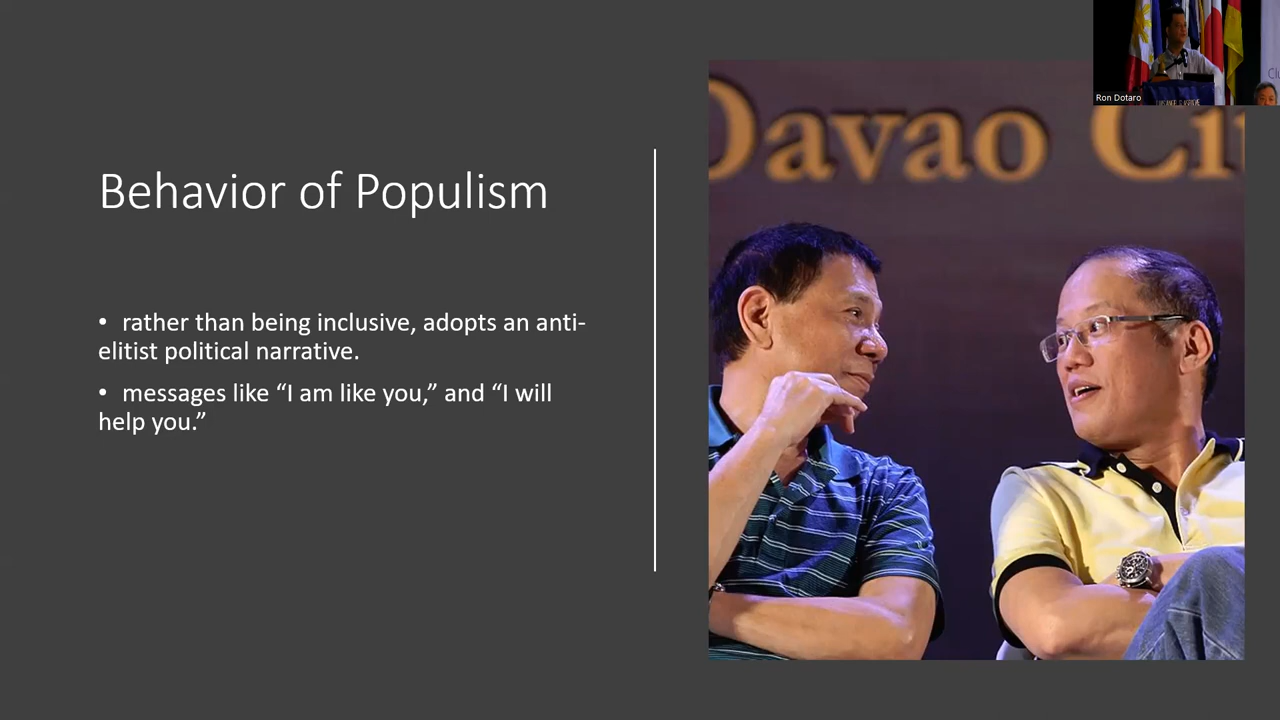 Behavior of Populism
• rather than being inclusive, adopts an anti-
elitist political narrative.
• messages like “I am like you,” and “I will
help you.”
Davao Ci
Ron Dotaro